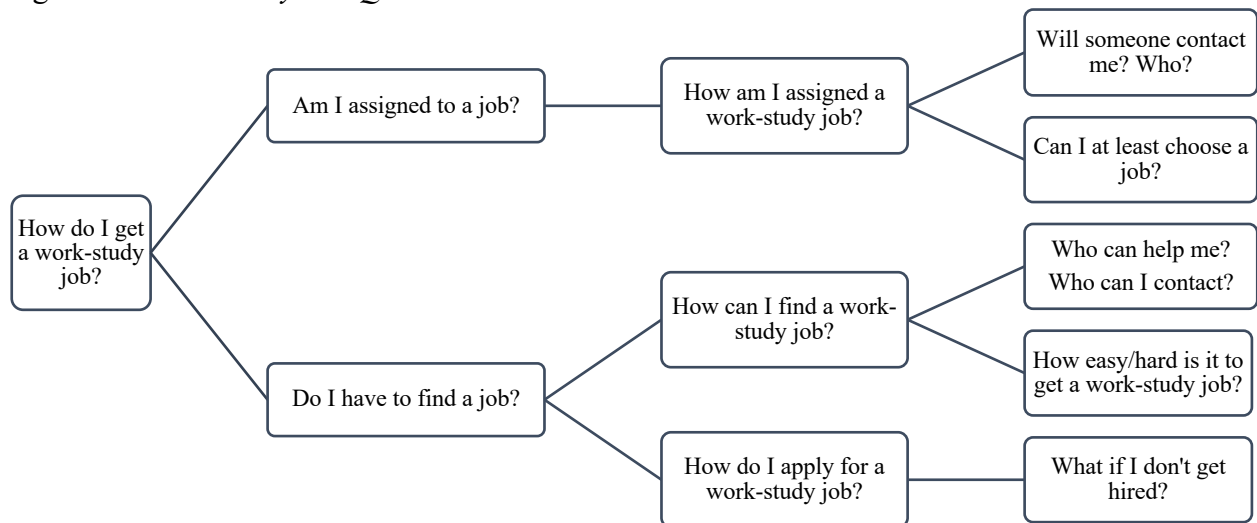 Will someone contact
me? Who?
Am I assigned to a job?
How am I assigned a
work-study job?
Can I at least choose a
job?
How do I get
a work-study
job?
Who can help me?
Who can I contact?
How can I find a work-
study job?
How easy/hard is it to
get a work-study job?
Do I have to find a job?
How do I apply for a
work-study job?
What if I don't get
hired?